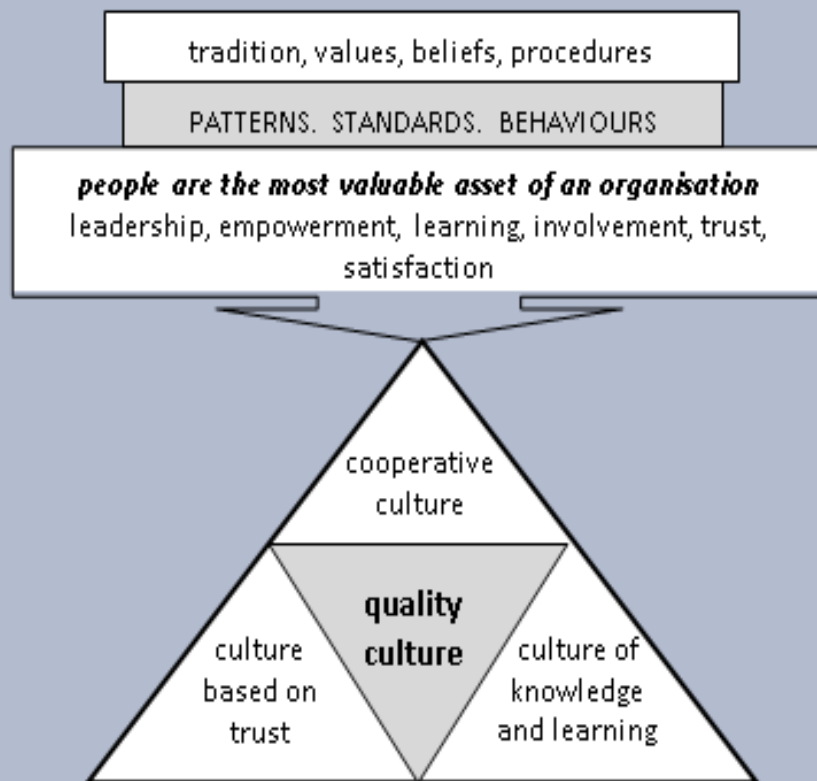 tradition, values, beliefs, procedures
PATTERNS. STANDARDS. BEHAVIOURS
people are the most valuable asset of an organisation
leadership, empowerment, learning, involvement, trust,
satisfaction
cooperative
culture
quality
culture
culture
based on
trust
culture of
knowledge
and learning